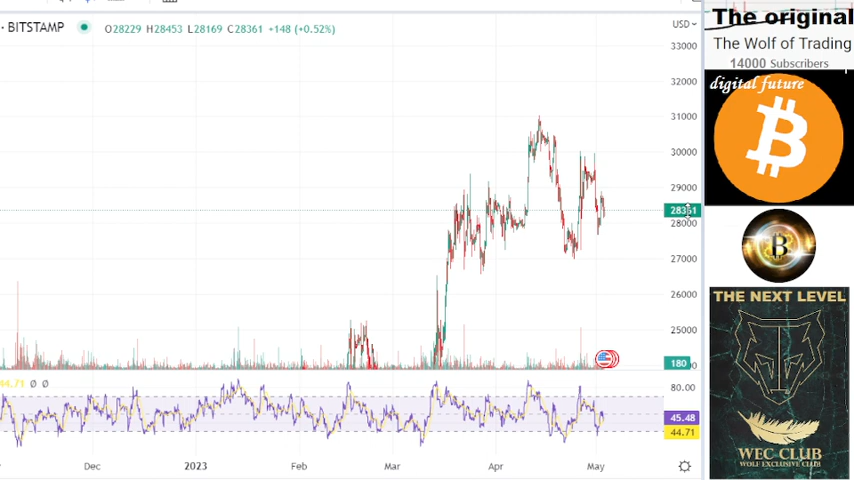 · BITSTAMP O28229 H28453 L28169 C28361 +148 (+0.52%)
USD
33000
32000
31000
30000
29000
28361
28000
27000
26000
25000
180
44.71 Ø Ø
80.00
45.48
44.71
Dec 2023 Feb Mar Apr May
The original
The Wolf of Trading
14000 Subscribers
digital future
THE NEXT LEVEL
WEC CLUB
WOLF EXCLUSIVE CLUB